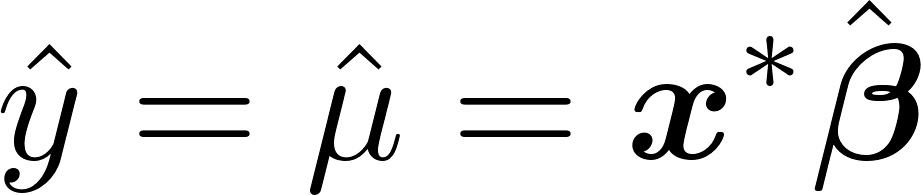 ŷ = μ̂ = x* β̂